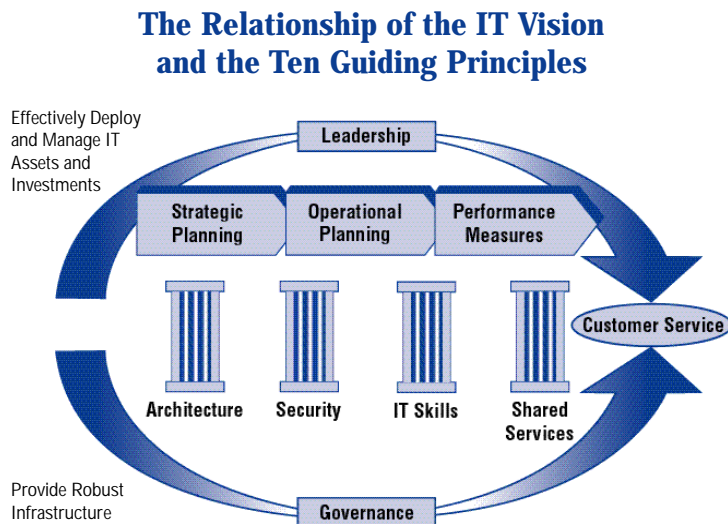 The Relationship of the IT Vision
and the Ten Guiding Principles
Effectively Deploy
and Manage IT
Assets and
Investments
Leadership
Strategic
Planning
Operational
Planning
Performance
Measures
Customer Service
Architecture
Security
IT Skills
Shared
Services
Provide Robust
Infrastructure
Governance